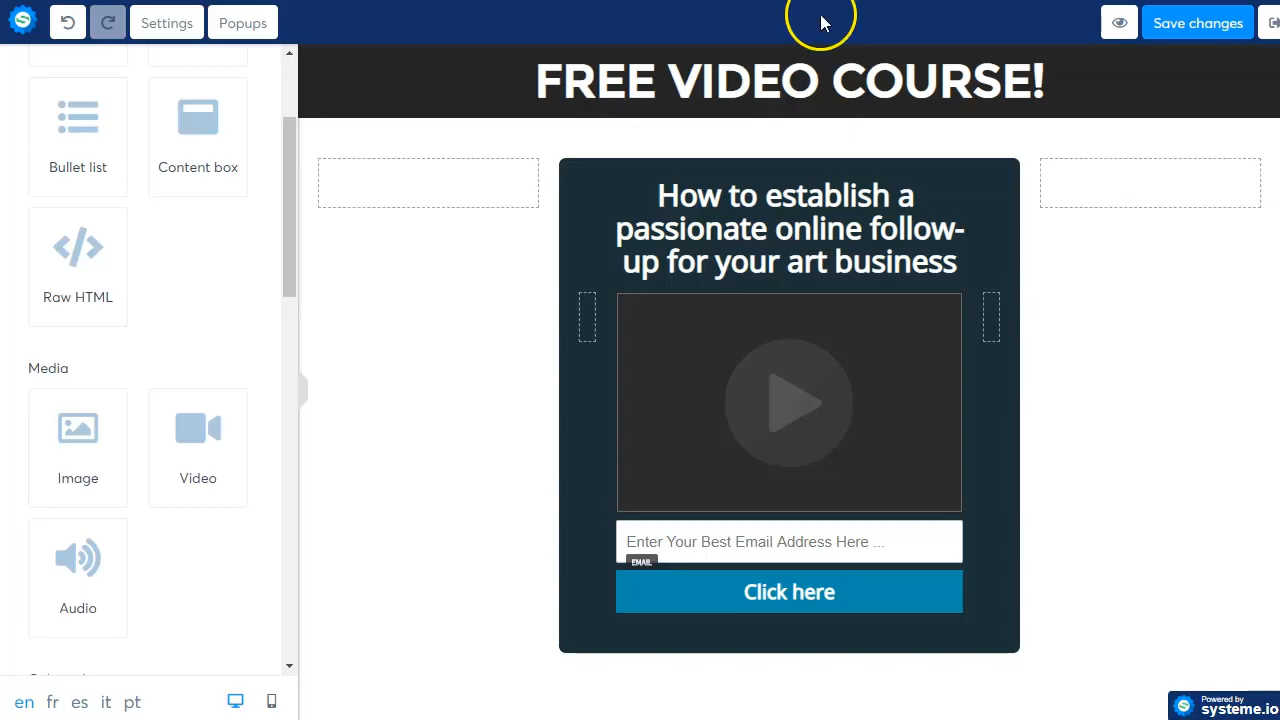 Settings
Popups
Save changes
FREE VIDEO COURSE!
Bullet list
Content box
Raw HTML
Media
Image
Video
Audio
How to establish a
passionate online follow-
up for your art business
Enter Your Best Email Address Here ...
EMAIL
Click here
en fr es it pt
Powered by
systeme.io